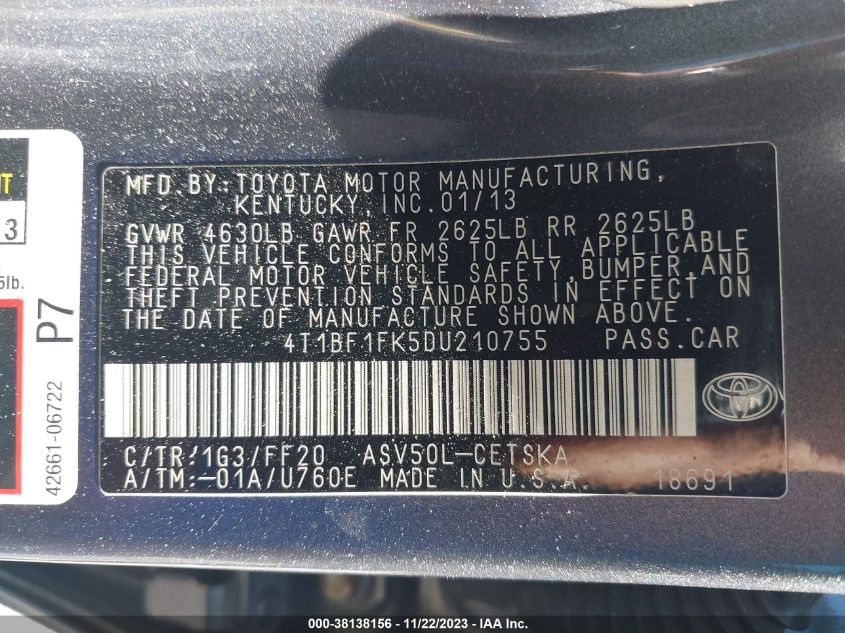 MFD. BY: TOYOTA MOTOR MANUFACTURING,
KENTUCKY, INC. 01/13
GVWR 4630LB GAWR FR 2625LB RR 2625LB
THIS VEHICLE CONFORMS TO ALL APPLICABLE
FEDERAL MOTOR VEHICLE SAFETY, BUMPER, AND
THEFT PREVENTION STANDARDS IN EFFECT ON
THE DATE OF MANUFACTURE SHOWN ABOVE.
4T1BF1FK5DU210755 PASS.CAR
C/TR: 1G3/FF20 ASV50L-CETSKA
A/TM: -01A/U760E MADE IN U.S.A. 18691
3
lb.
P7
42661-06722
000-38138156 - 11/22/2023 - IAA Inc.